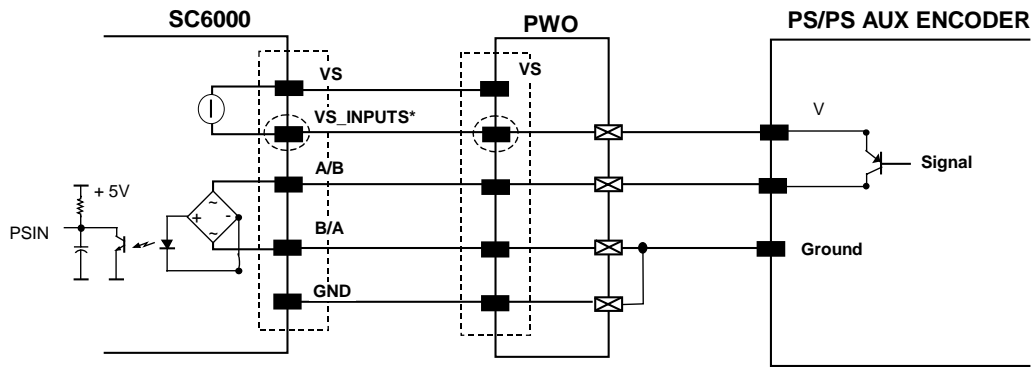 SC6000
PWO
PS/PS AUX ENCODER
VS
VS
VS_INPUTS*
V
A/B
Signal
+ 5V
PSIN
~
+ -
~
B/A
Ground
GND